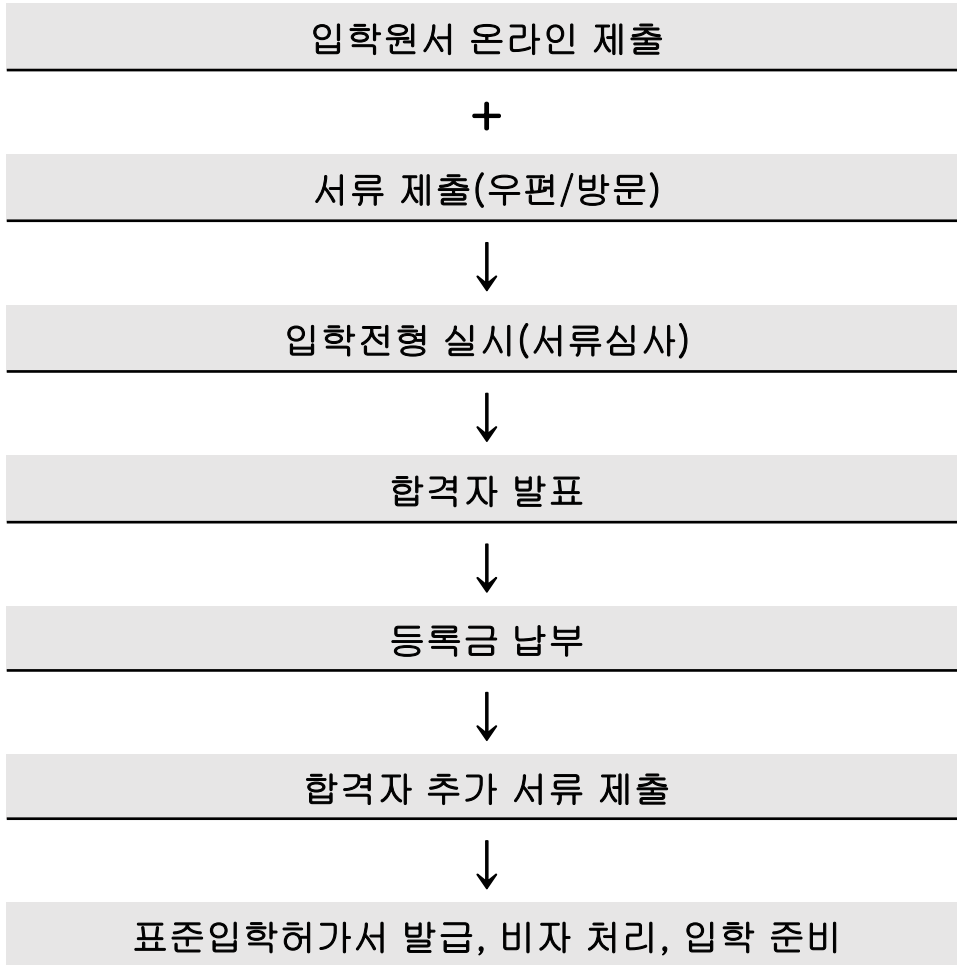 입학원서 온라인 제출
+
서류 제출(우편/방문)
↓
입학전형 실시(서류심사)
↓
합격자 발표
↓
등록금 납부
↓
합격자 추가 서류 제출
↓
표준입학허가서 발급, 비자 처리, 입학 준비